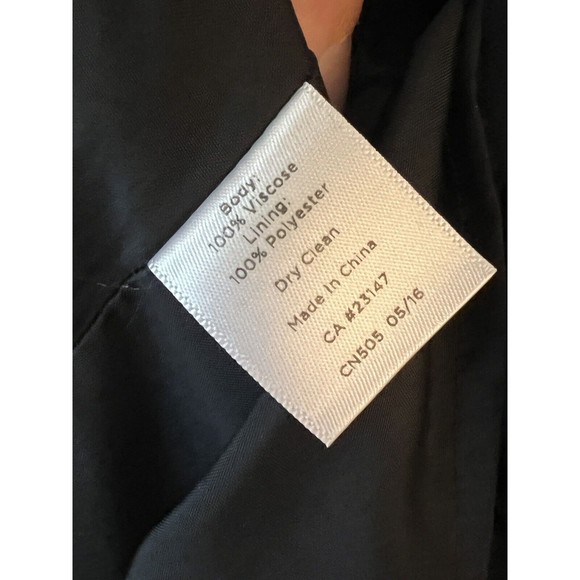 Body:
100% Viscose
Lining:
100% Polyester
Dry Clean
Made In China
CA #23147
CN505 05/16